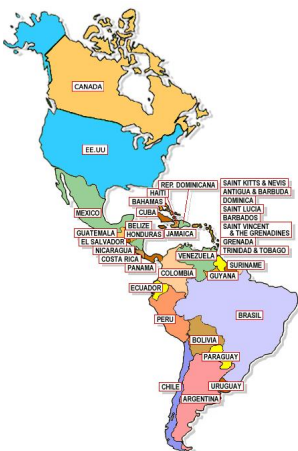 CANADA
EE.UU
REP. DOMINICANA
HAITI
BAHAMAS
CUBA
SAINT KITTS & NEVIS
ANTIGUA & BARBUDA
DOMINICA
SAINT LUCIA
BARBADOS
SAINT VINCENT
& THE GRENADINES
GRENADA
TRINIDAD & TOBAGO
MEXICO
BELIZE
GUATEMALA
HONDURAS
JAMAICA
EL SALVADOR
NICARAGUA
COSTA RICA
PANAMA
VENEZUELA
SURINAME
COLOMBIA
GUYANA
ECUADOR
PERU
BRASIL
BOLIVIA
PARAGUAY
CHILE
URUGUAY
ARGENTINA